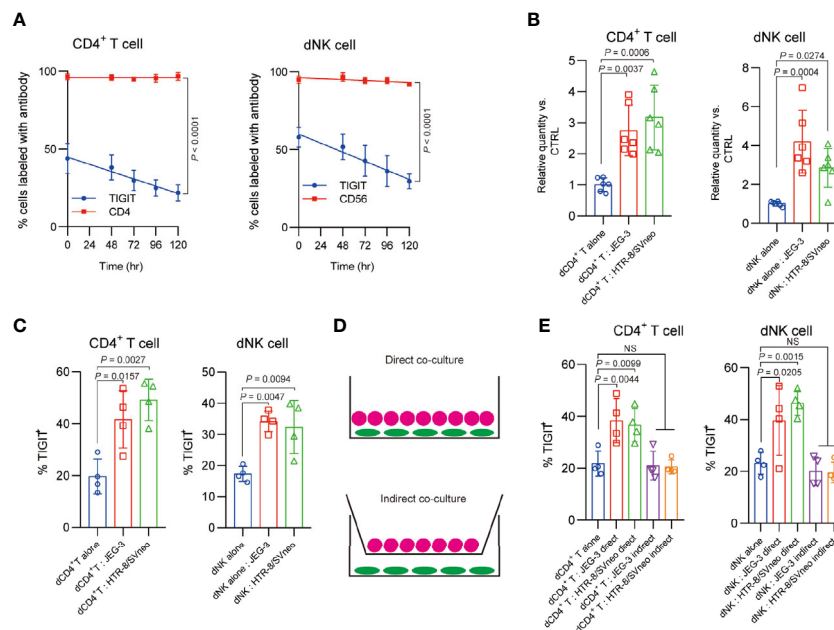 A
CD4+ T cell
% cells labeled with antibody
100
50
0
TIGIT
CD4
P < 0.0001
0 24 48 72 96 120
Time (hr)
dNK cell
% cells labeled with antibody
100
50
0
TIGIT
CD56
P < 0.0001
0 24 48 72 96 120
Time (hr)
B
CD4+ T cell
P = 0.0006
P = 0.0037
Relative quantity vs.
CTRL
5
4
3
2
1
0
dCD4+ T alone
dCD4+ T : JEG-3
dCD4+ T : HTR-8/SVneo
dNK cell
P = 0.0274
P = 0.0004
Relative quantity vs.
CTRL
8
6
4
2
0
dNK alone
dNK alone : JEG-3
dNK : HTR-8/SVneo
C
CD4+ T cell
P = 0.0027
P = 0.0157
% TIGIT+
60
40
20
0
dCD4+T alone
dCD4+T : JEG-3
dCD4+T : HTR-8/SVneo
dNK cell
P = 0.0094
P = 0.0047
% TIGIT+
50
40
30
20
10
0
dNK alone
dNK alone : JEG-3
dNK : HTR-8/SVneo
D
Direct co-culture
Indirect co-culture
E
CD4+ T cell
NS
P = 0.0099
P = 0.0044
% TIGIT+
60
40
20
0
dCD4+ T alone
dCD4+ T : JEG-3 direct
dCD4+ T : HTR-8/SVneo direct
dCD4+ T : JEG-3 indirect
dCD4+ T : HTR-8/SVneo indirect
dNK cell
NS
P = 0.0015
P = 0.0205
% TIGIT+
60
40
20
0
dNK alone
dNK : JEG-3 direct
dNK : HTR-8/SVneo direct
dNK : JEG-3 indirect
dNK : HTR-8/SVneo indirect